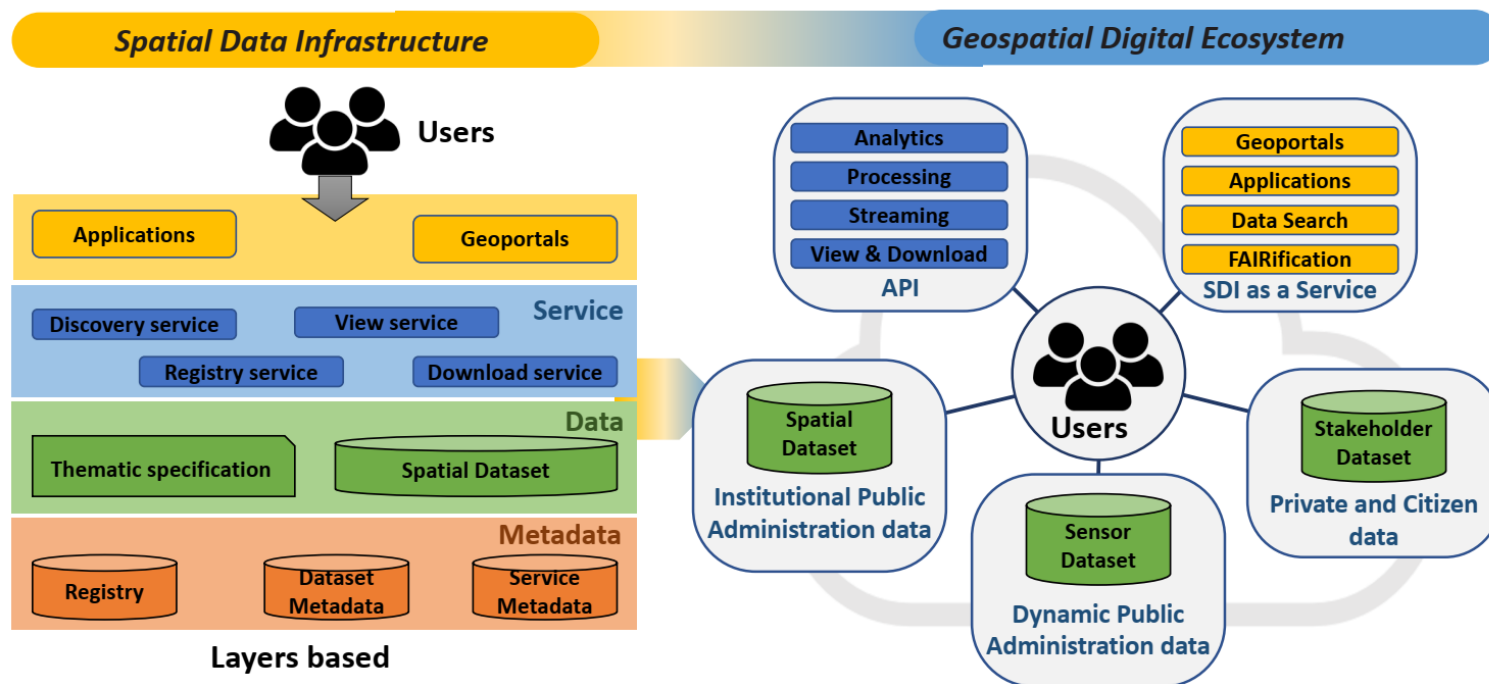 Spatial Data Infrastructure
Geospatial Digital Ecosystem
Users
Applications
Geoportals
Service
Discovery service
View service
Registry service
Download service
Data
Thematic specification
Spatial Dataset
Metadata
Registry
Dataset
Metadata
Service
Metadata
Layers based
Analytics
Processing
Streaming
View & Download
API
Geoportals
Applications
Data Search
FAIRification
SDI as a Service
Users
Spatial
Dataset
Institutional Public
Administration data
Sensor
Dataset
Dynamic Public
Administration data
Stakeholder
Dataset
Private and Citizen
data